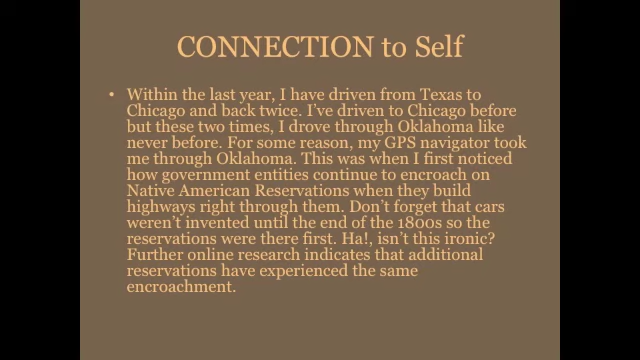 CONNECTION to Self
• Within the last year, I have driven from Texas to
Chicago and back twice. I've driven to Chicago before
but these two times, I drove through Oklahoma like
never before. For some reason, my GPS navigator took
me through Oklahoma. This was when I first noticed
how government entities continue to encroach on
Native American Reservations when they build
highways right through them. Don't forget that cars
weren't invented until the end of the 1800s so the
reservations were there first. Ha!, isn't this ironic?
Further online research indicates that additional
reservations have experienced the same
encroachment.